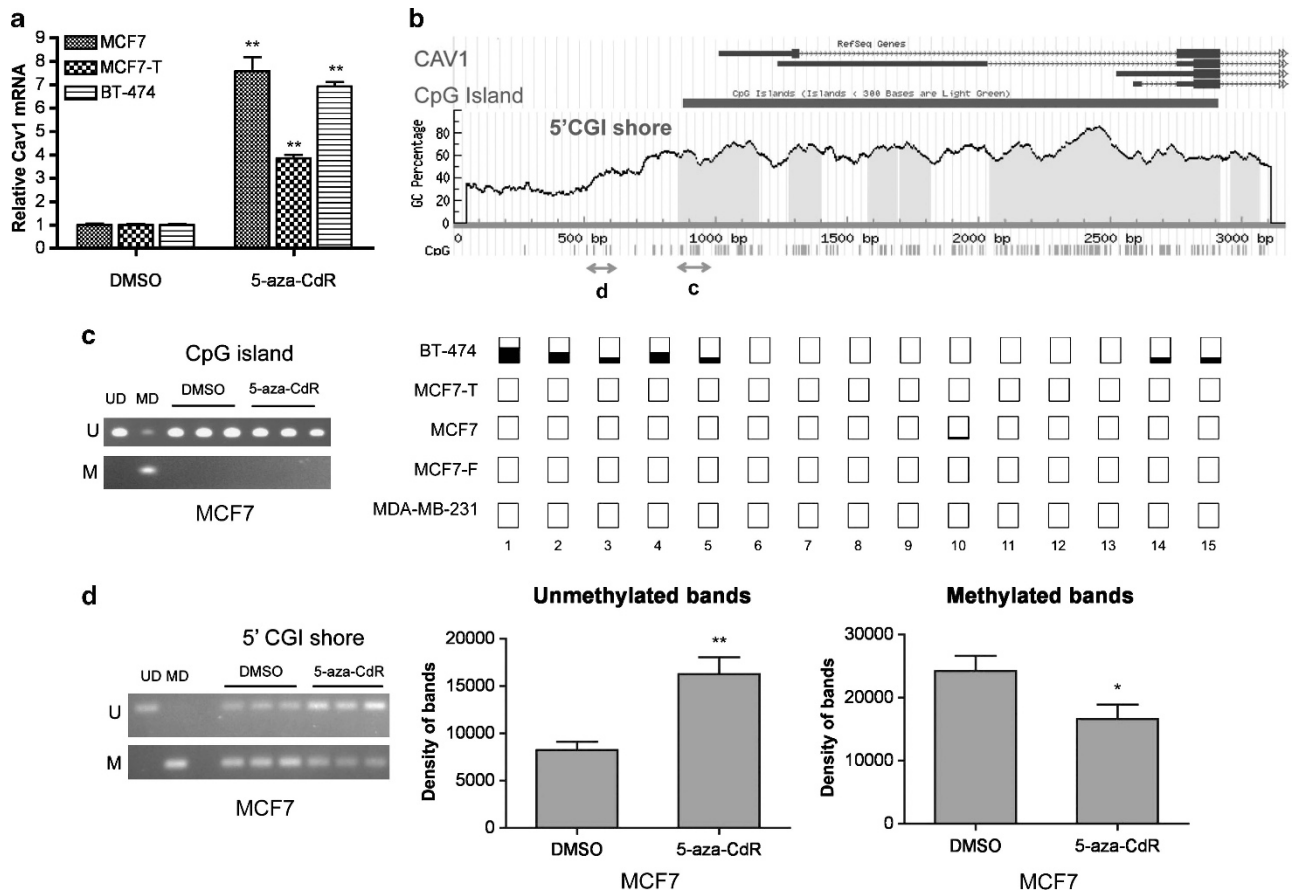 a
9
8
7
6
5
4
3
2
1
0
Relative Cav1 mRNA
MCF7
MCF7-T
BT-474
**
**
**
DMSO
5-aza-CdR
b
RefSeq Genes
CAV1
CpG Island
CpG Islands (Islands < 300 Bases are Light Green)
5'CGI shore
GC Percentage
100
80
60
40
20
0
500 bp
1000 bp
1500 bp
2000 bp
2500 bp
3000 bp
CpG
d
c
c
CpG island
UD MD DMSO 5-aza-CdR
U
M
MCF7
BT-474
MCF7-T
MCF7
MCF7-F
MDA-MB-231
1 2 3 4 5 6 7 8 9 10 11 12 13 14 15
d
5' CGI shore
UD MD DMSO 5-aza-CdR
U
M
MCF7
Unmethylated bands
Density of bands
20000
15000
10000
5000
0
**
DMSO
5-aza-CdR
MCF7
Methylated bands
Density of bands
30000
20000
10000
0
*
DMSO
5-aza-CdR
MCF7